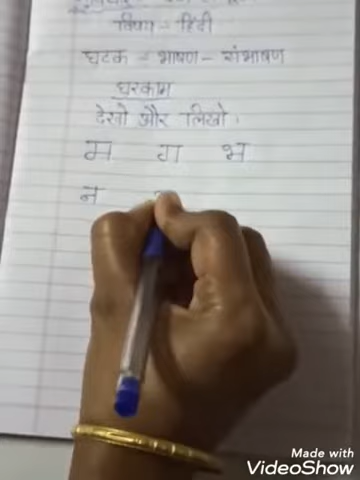 विषय - हिंदी
घटक - भाषण - संभाषण
घरकाम
देखो और लिखो।
म ग भ
न
Made with
VideoShow